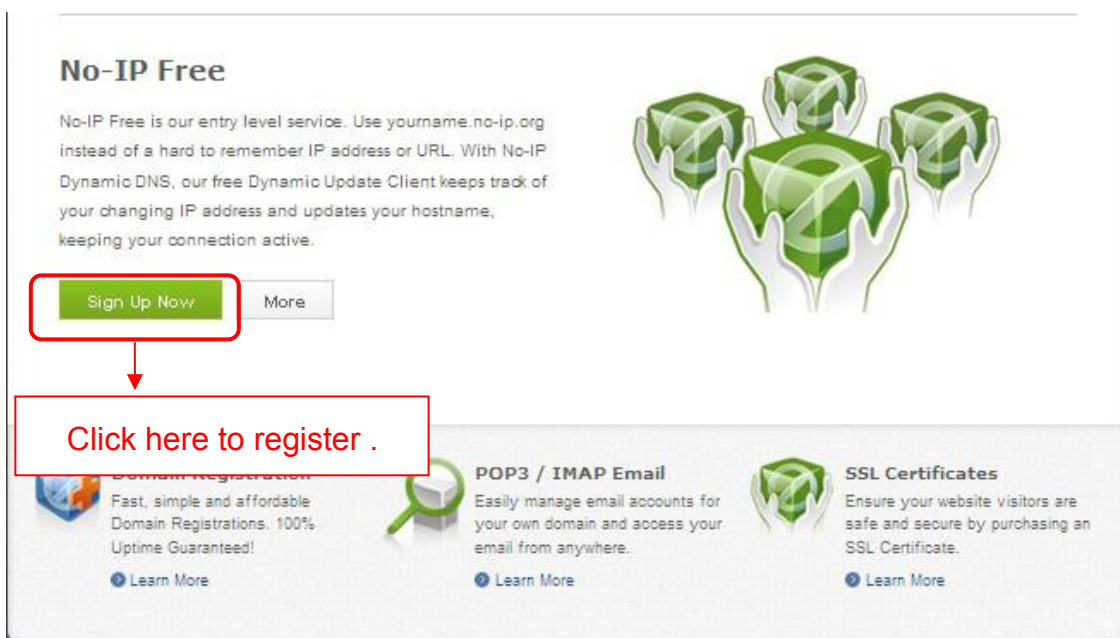 No-IP Free
No-IP Free is our entry level service. Use yourname.no-ip.org
instead of a hard to remember IP address or URL. With No-IP
Dynamic DNS, our free Dynamic Update Client keeps track of
your changing IP address and updates your hostname,
keeping your connection active.
Sign Up Now
More
Click here to register .
Domain Registration
Fast, simple and affordable
Domain Registrations. 100%
Uptime Guaranteed!
Learn More
POP3 / IMAP Email
Easily manage email accounts for
your own domain and access your
email from anywhere.
Learn More
SSL Certificates
Ensure your website visitors are
safe and secure by purchasing an
SSL Certificate.
Learn More